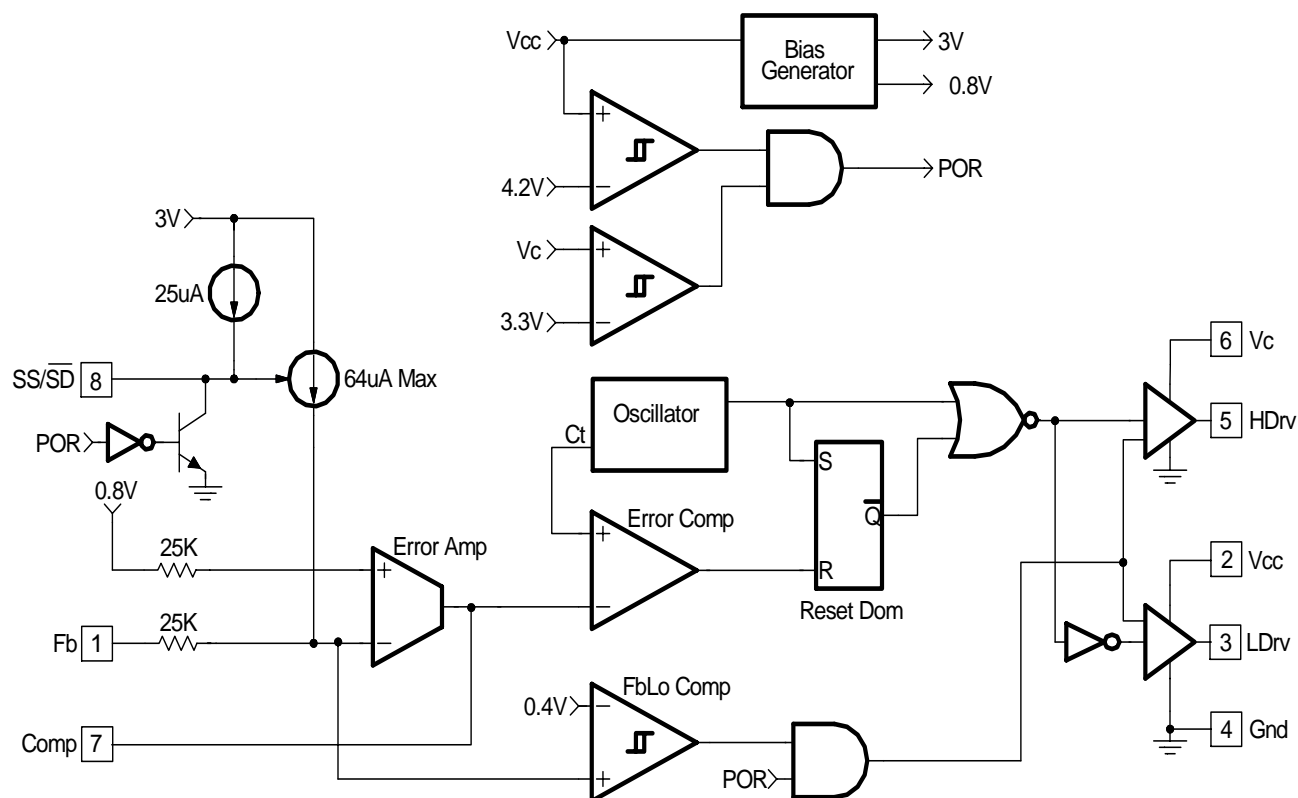 Vcc
Bias
Generator
3V
0.8V
+
4.2V
−
POR
3V
Vc
+
25uA
3.3V
−
6
Vc
SS/SD
8
64uA Max
Oscillator
5
HDrv
POR
Ct
S
0.8V
Q
Error Comp
+
25K
Error Amp
+
2
Vcc
R
−
Reset Dom
25K
Fb
1
−
3
LDrv
FbLo Comp
0.4V
−
4
Gnd
Comp
7
+
POR